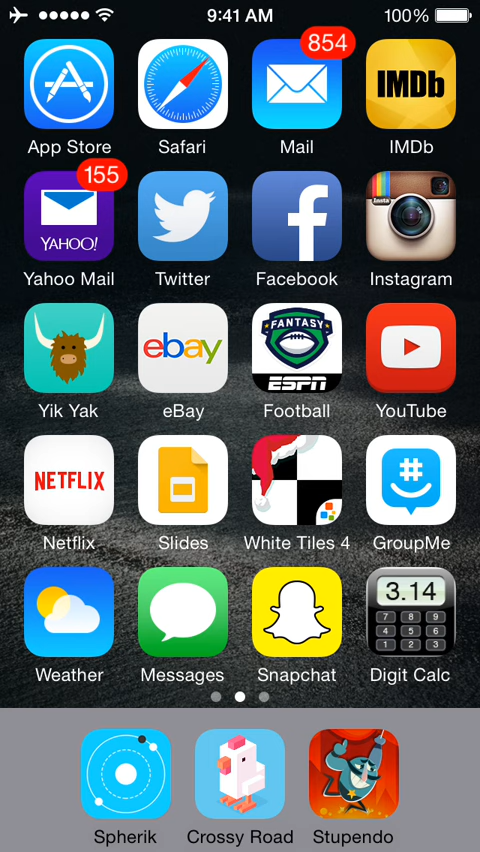 9:41 AM 100%
854
IMDb
App Store Safari Mail IMDb
155
YAHOO!
Insta
Yahoo Mail Twitter Facebook Instagram
ebay
FANTASY
ESPN
Yik Yak eBay Football YouTube
NETFLIX
#
Netflix Slides White Tiles 4 GroupMe
3.14
7 8 9
4 5 6
1 2 3
Weather Messages Snapchat Digit Calc
Spherik Crossy Road Stupendo